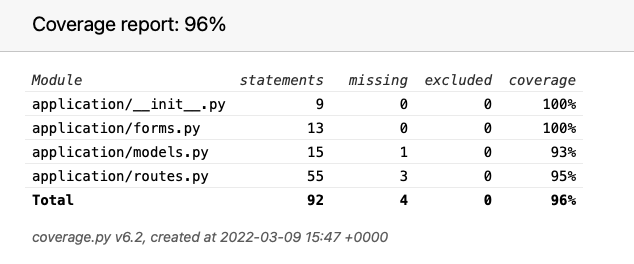 Coverage report: 96%
Module statements missing excluded coverage
application/__init__.py 9 0 0 100%
application/forms.py 13 0 0 100%
application/models.py 15 1 0 93%
application/routes.py 55 3 0 95%
Total 92 4 0 96%
coverage.py v6.2, created at 2022-03-09 15:47 +0000